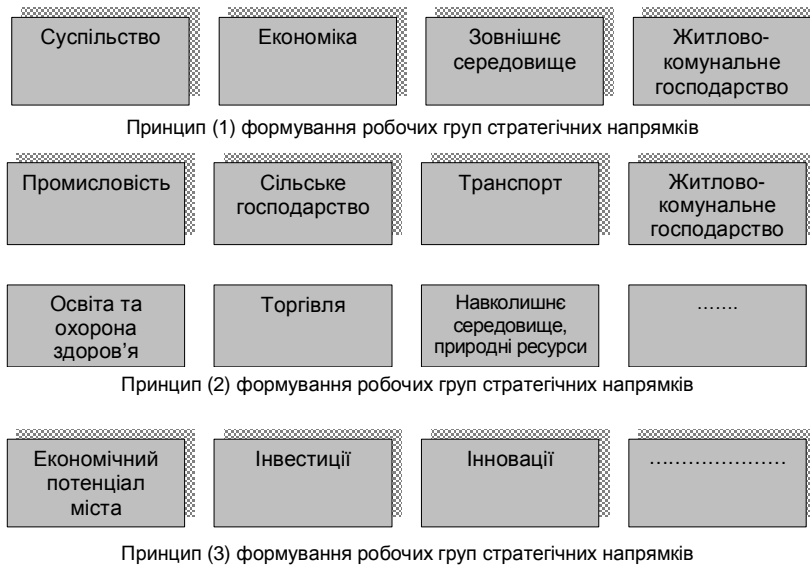 Суспільство
Економіка
Зовнішнє
середовище
Житлово-
комунальне
господарство
Принцип (1) формування робочих груп стратегічних напрямків
Промисловість
Сільське
господарство
Транспорт
Житлово-
комунальне
господарство
Освіта та
охорона
здоров’я
Торгівля
Навколишнє
середовище,
природні ресурси
…….
Принцип (2) формування робочих груп стратегічних напрямків
Економічний
потенціал
міста
Інвестиції
Інновації
…………………
Принцип (3) формування робочих груп стратегічних напрямків